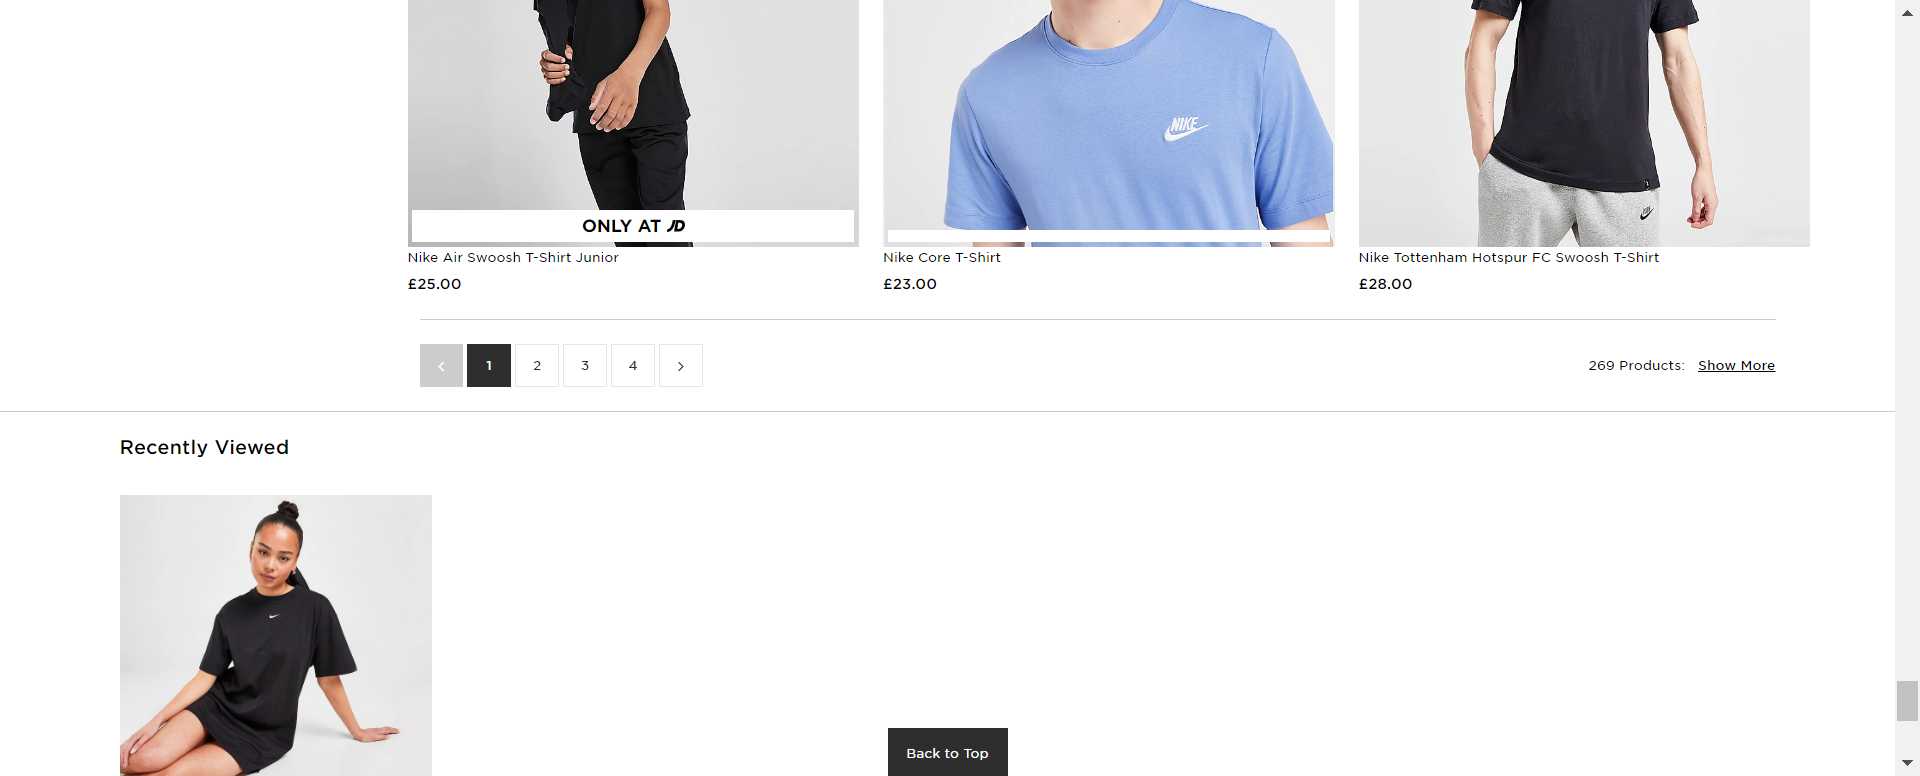 NIKE
ONLY AT JD
Nike Air Swoosh T-Shirt Junior
£25.00
Nike Core T-Shirt
£23.00
Nike Tottenham Hotspur FC Swoosh T-Shirt
£28.00
1
2
3
4
269 Products: Show More
Recently Viewed
Back to Top